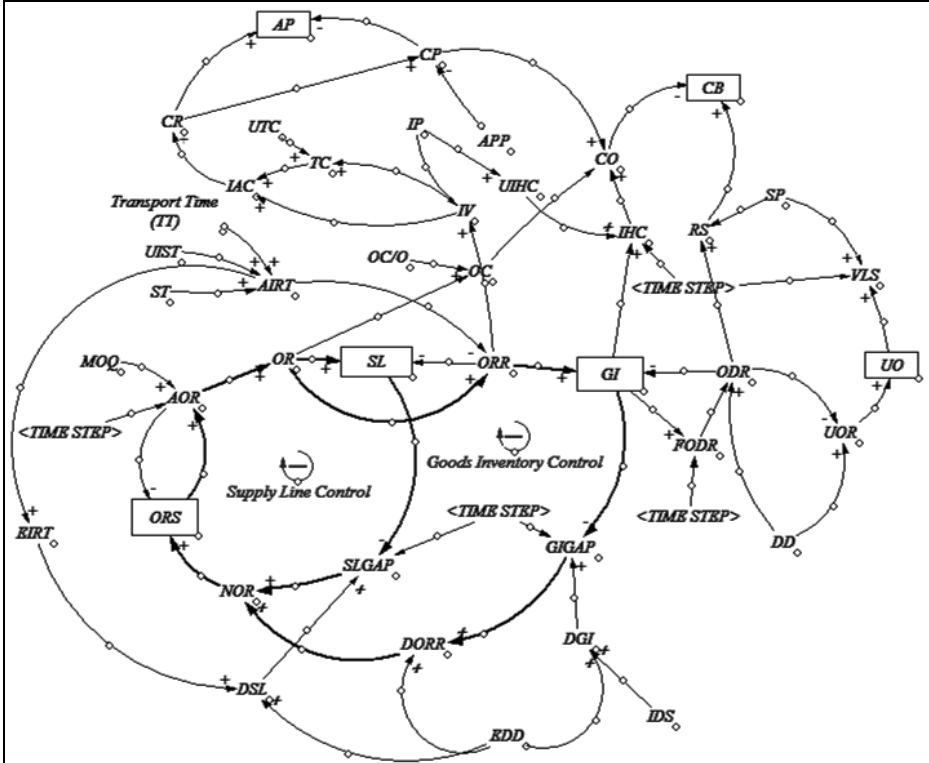 AP
CP
CB
CR
UTC
IP
APP
TC
CO
IAC
UIHC
SP
Transport Time
(TT)
IV
IHC
RS
UIST
OC/O
OC
VLS
ST
AIRT
<TIME STEP>
MOQ
OR
SL
ORR
GI
ODR
UO
AOR
<TIME STEP>
Goods Inventory Control
FODR
UOR
Supply Line Control
ORS
<TIME STEP>
<TIME STEP>
EIRT
SLGAP
GIGAP
DD
NOR
DORR
DGI
DSL
IDS
EDD